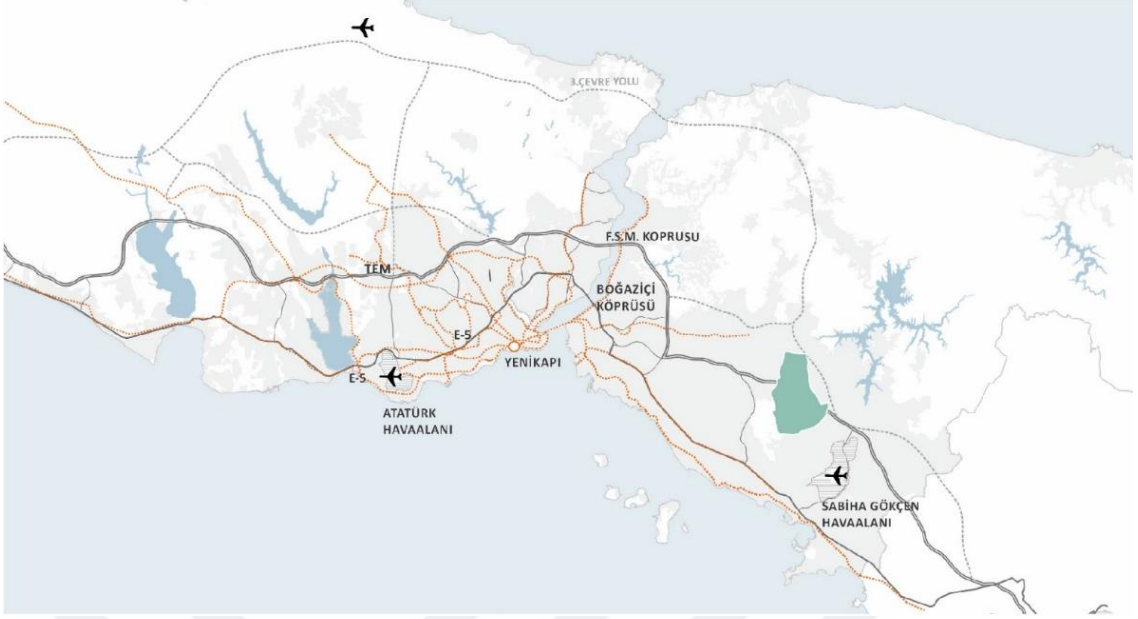 3.ÇEVRE YOLU
F.S.M. KOPRUSU
TEM
BOĞAZİÇİ
KÖPRÜSÜ
E-5
YENİKAPI
E-5
ATATÜRK
HAVAALANI
SABİHA GÖKÇEN
HAVAALANI